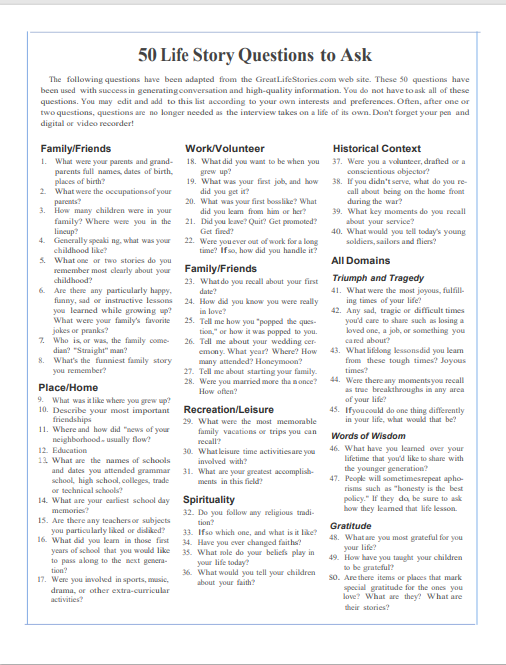 50 Life Story Questions to Ask
The following questions have been adapted from the GreatLifeStories.com web site. These 50 questions have
been used with success in generating conversation and high-quality information. You do not have to ask all of these
questions. You may edit and add to this list according to your own interests and preferences. Often, after one or
two questions, questions are no longer needed as the interview takes on a life of its own. Don't forget your pen and
digital or video recorder!
Family/Friends
1. What were your parents and grand-
parents full names, dates of birth,
places of birth?
2. What were the occupations of your
parents?
3. How many children were in your
family? Where were you in the
lineup?
4. Generally speaki ng, what was your
childhood like?
5. What one or two stories do you
remember most clearly about your
childhood?
6. Are there any particularly happy,
funny, sad or instructive lessons
you learned while growing up?
What were your family's favorite
jokes or pranks?
7. Who is, or was, the family come-
dian? "Straight" man?
8. What's the funniest family story
you remember?
Place/Home
9. What was it like where you grew up?
10. Describe your most important
friendships
11. Where and how did "news of your
neighborhood" usually flow?
12. Education
13. What are the names of schools
and dates you attended grammar
school, high school, colleges, trade
or technical schools?
14. What are your earliest school day
memories?
15. Are there any teachers or subjects
you particularly liked or disliked?
16. What did you learn in those first
years of school that you would like
to pass along to the next genera-
tion?
17. Were you involved in sports, music,
drama, or other extra-curricular
activities?
Work/Volunteer
18. What did you want to be when you
grew up?
19. What was your first job, and how
did you get it?
20. What was your first boss like? What
did you learn from him or her?
21. Did you leave? Quit? Get promoted?
Get fired?
22. Were you ever out of work for a long
time? If so, how did you handle it?
Family/Friends
23. What do you recall about your first
date?
24. How did you know you were really
in love?
25. Tell me how you "popped the ques-
tion," or how it was popped to you.
26. Tell me about your wedding cer-
emony. What year? Where? How
many attended? Honeymoon?
27. Tell me about starting your family.
28. Were you married more tha n once?
How often?
Recreation/Leisure
29. What were the most memorable
family vacations or trips you can
recall?
30. What leisure time activities are you
involved with?
31. What are your greatest accomplish-
ments in this field?
Spirituality
32. Do you follow any religious tradi-
tion?
33. If so which one, and what is it like?
34. Have you ever changed faiths?
35. What role do your beliefs play in
your life today?
36. What would you tell your children
about your faith?
Historical Context
37. Were you a volunteer, drafted or a
conscientious objector?
38. If you didn't serve, what do you re-
call about being on the home front
during the war?
39. What key moments do you recall
about your service?
40. What would you tell today's young
soldiers, sailors and fliers?
All Domains
Triumph and Tragedy
41. What were the most joyous, fulfill-
ing times of your life?
42. Any sad, tragic or difficult times
you'd care to share such as losing a
loved one, a job, or something you
cared about?
43. What lifelong lessons did you learn
from these tough times? Joyous
times?
44. Were there any moments you recall
as true breakthroughs in any area
of your life?
45. If you could do one thing differently
in your life, what would that be?
Words of Wisdom
46. What have you learned over your
lifetime that you'd like to share with
the younger generation?
47. People will sometimes repeat apho-
risms such as "honesty is the best
policy." If they do, be sure to ask
how they learned that life lesson.
Gratitude
48. What are you most grateful for you
your life?
49. How have you taught your children
to be grateful?
50. Are there items or places that mark
special gratitude for the ones you
love? What are they? What are
their stories?